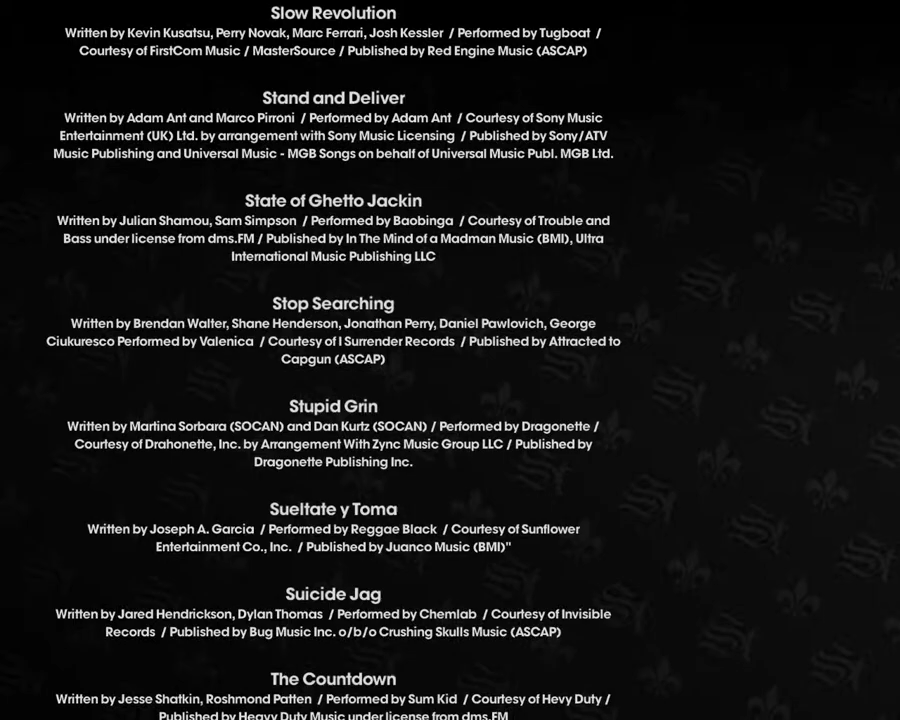 Slow Revolution
Written by Kevin Kusatsu, Perry Novak, Marc Ferrari, Josh Kessler / Performed by Tugboat /
Courtesy of FirstCom Music / MasterSource / Published by Red Engine Music (ASCAP)
Stand and Deliver
Written by Adam Ant and Marco Pirroni / Performed by Adam Ant / Courtesy of Sony Music
Entertainment (UK) Ltd. by arrangement with Sony Music Licensing / Published by Sony/ATV
Music Publishing and Universal Music - MGB Songs on behalf of Universal Music Publ. MGB Ltd.
State of Ghetto Jackin
Written by Julian Shamou, Sam Simpson / Performed by Baobinga / Courtesy of Trouble and
Bass under license from dms.FM / Published by In The Mind of a Madman Music (BMI), Ultra
International Music Publishing LLC
Stop Searching
Written by Brendan Walter, Shane Henderson, Jonathan Perry, Daniel Pawlovich, George
Ciukuresco Performed by Valenica / Courtesy of I Surrender Records / Published by Attracted to
Capgun (ASCAP)
Stupid Grin
Written by Martina Sorbara (SOCAN) and Dan Kurtz (SOCAN) / Performed by Dragonette /
Courtesy of Drahonette, Inc. by Arrangement With Zync Music Group LLC / Published by
Dragonette Publishing Inc.
Sueltate y Toma
Written by Joseph A. Garcia / Performed by Reggae Black / Courtesy of Sunflower
Entertainment Co., Inc. / Published by Juanco Music (BMI)"
Suicide Jag
Written by Jared Hendrickson, Dylan Thomas / Performed by Chemlab / Courtesy of Invisible
Records / Published by Bug Music Inc. o/b/o Crushing Skulls Music (ASCAP)
The Countdown
Written by Jesse Shatkin, Roshmond Patten / Performed by Sum Kid / Courtesy of Hevy Duty /
Published by Heavy Duty Music under license from dms.FM